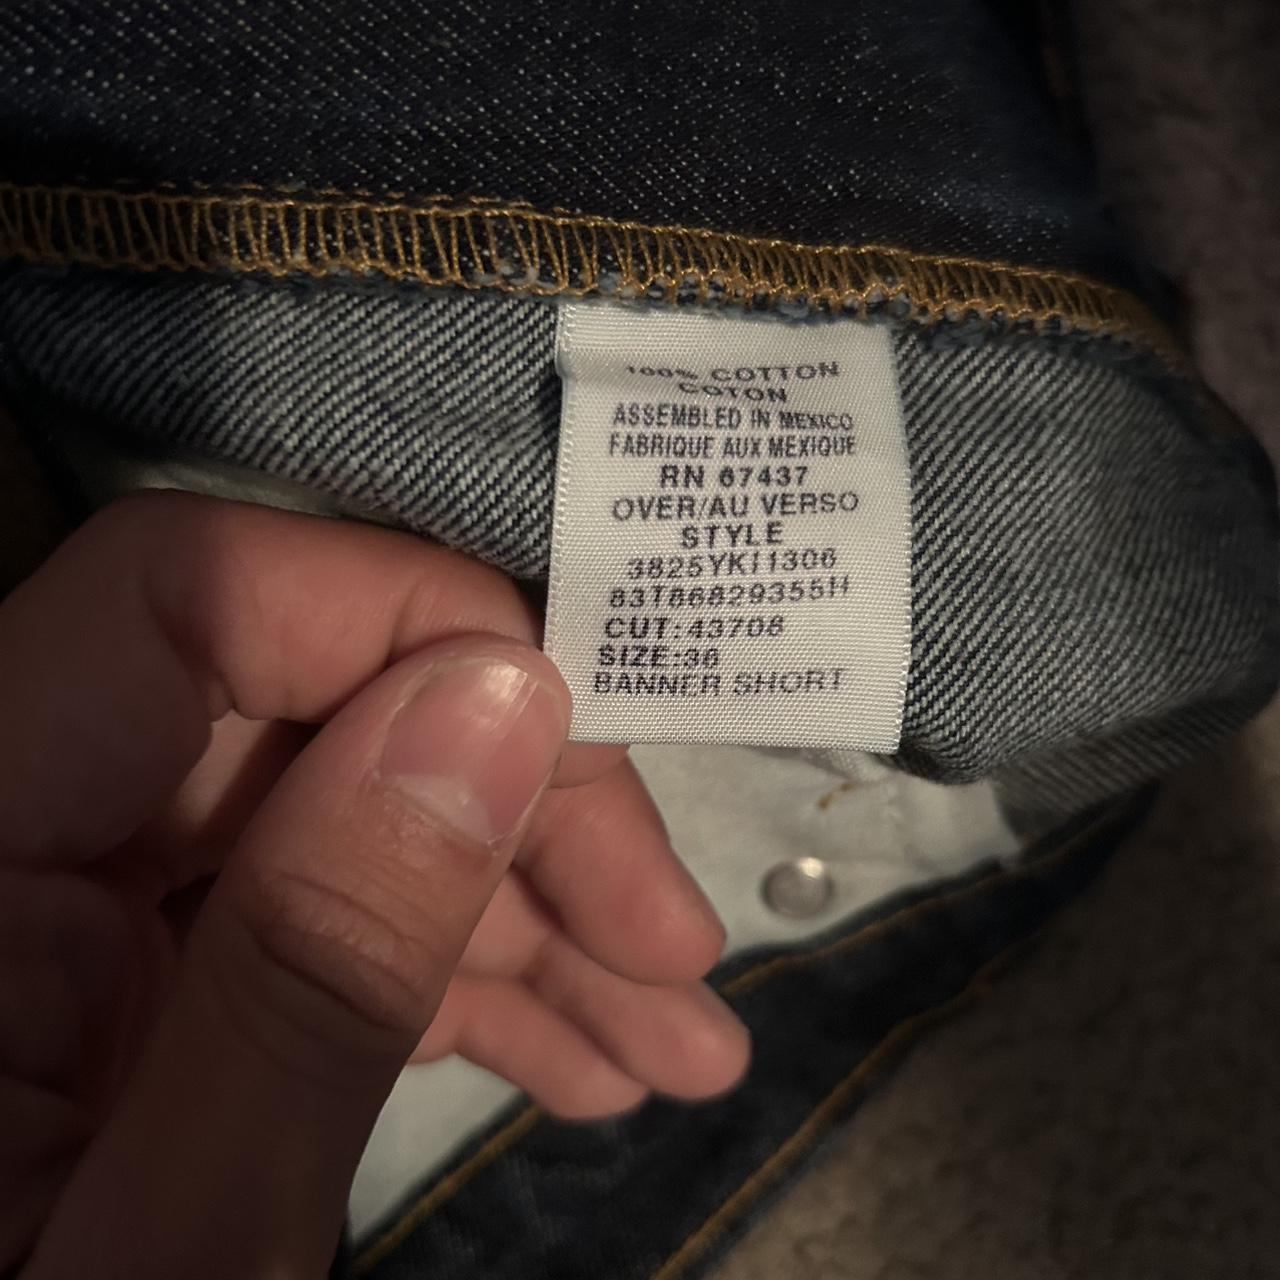 100% COTTON
COTON
ASSEMBLED IN MEXICO
FABRIQUE AUX MEXIQUE
RN 67437
OVER/AU VERSO
STYLE
3825YKI1306
83T86829355H
CUT:43708
SIZE:36
BANNER SHORT